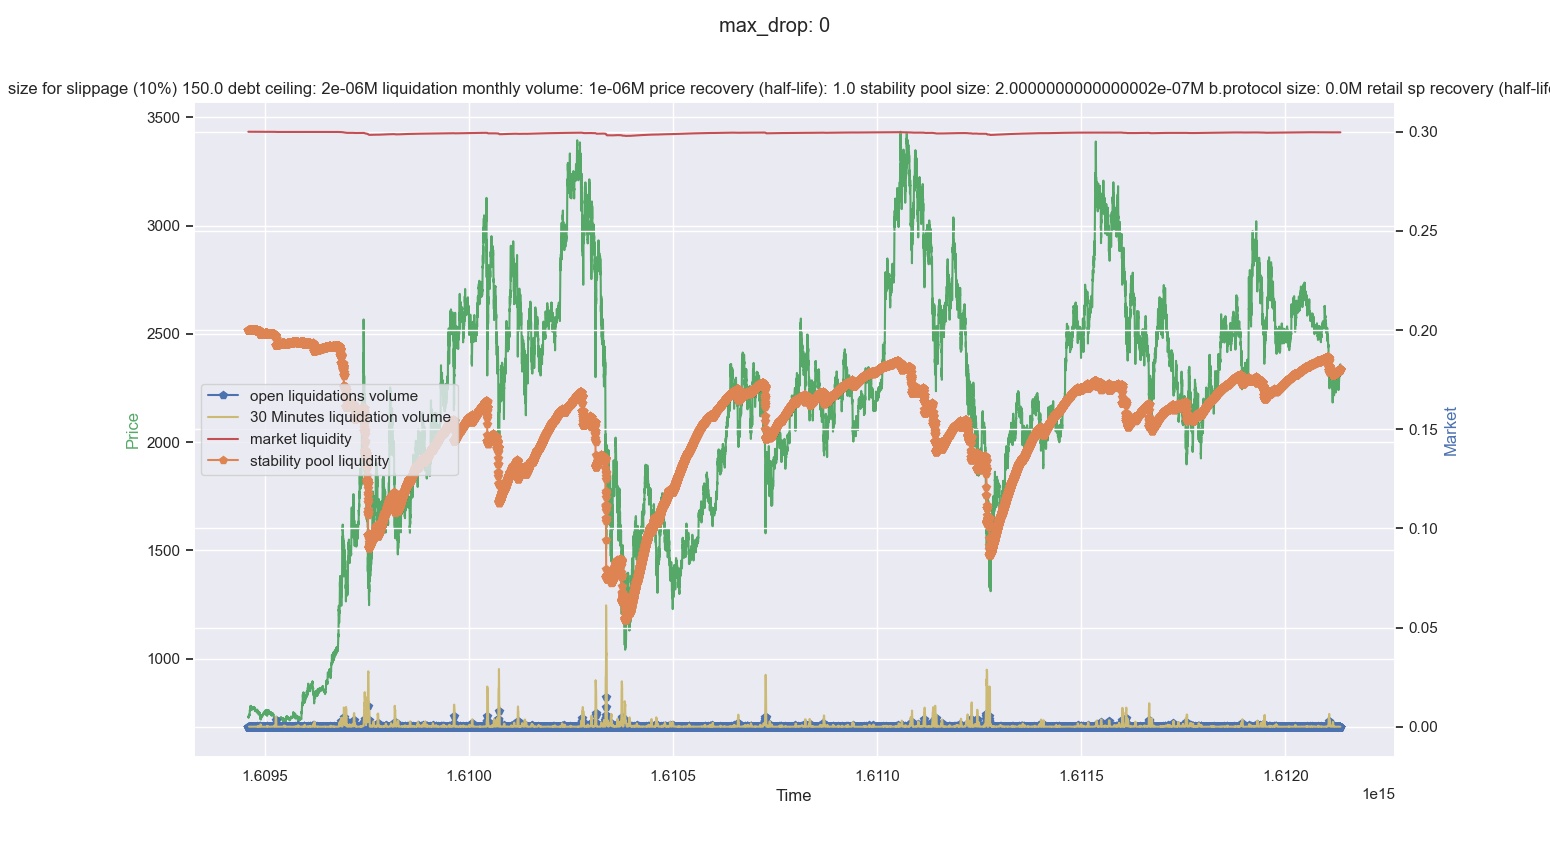 max_drop: 0
size for slippage (10%) 150.0 debt ceiling: 2e-06M liquidation monthly volume: 1e-06M price recovery (half-life): 1.0 stability pool size: 2.0000000000000002e-07M b.protocol size: 0.0M retail sp recovery (half-life
3500
3000
2500
2000
1500
1000
Price
0.30
0.25
0.20
0.15
0.10
0.05
0.00
Market
open liquidations volume
30 Minutes liquidation volume
market liquidity
stability pool liquidity
1.6095
1.6100
1.6105
1.6110
1.6115
1.6120
Time
1e15